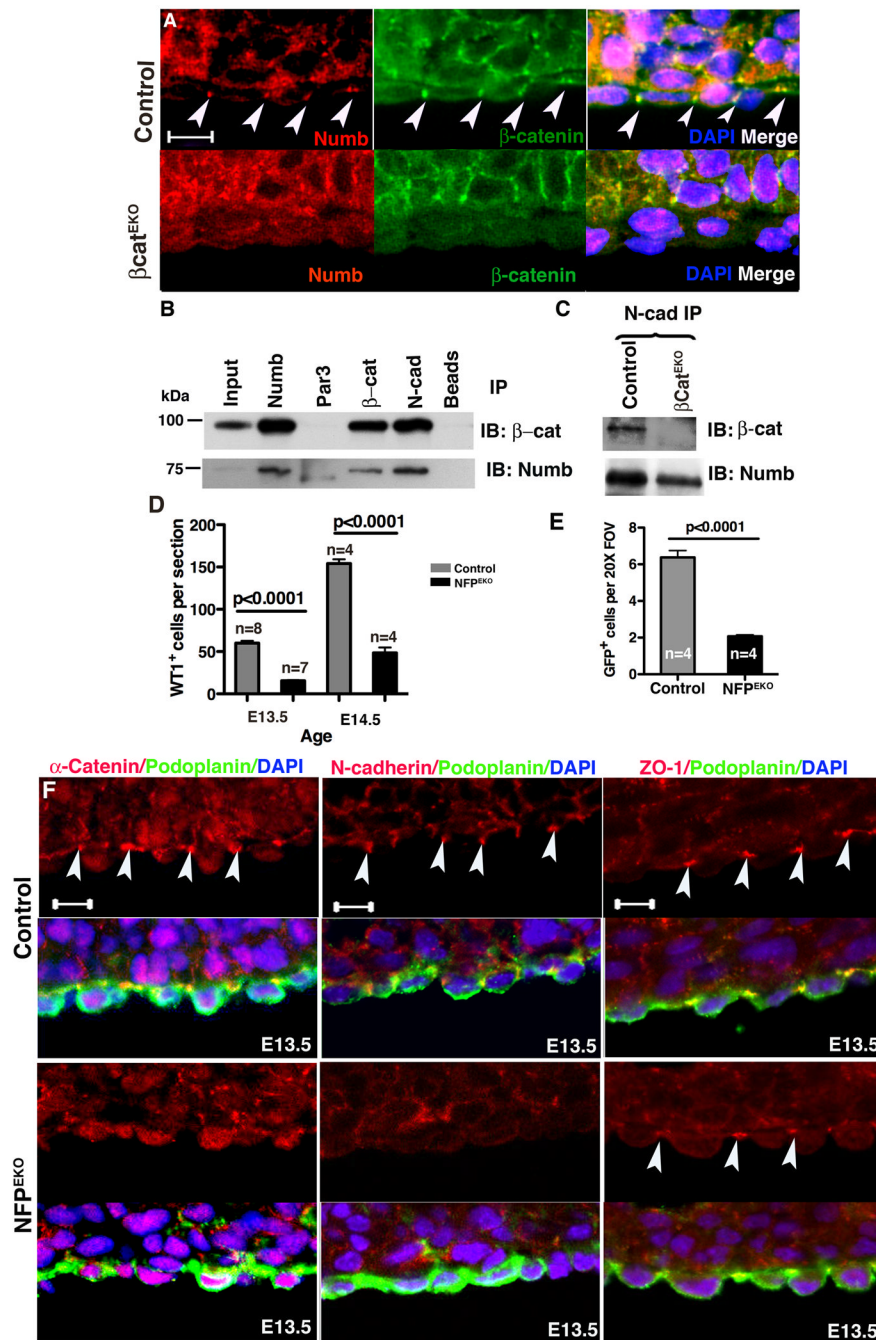 A
Control
Numb
β-catenin
DAPI Merge
βcatEKO
Numb
β-catenin
DAPI Merge
B
Input
Numb
Par3
β–cat
N-cad
Beads
IP
kDa
100
IB: β–cat
75
IB: Numb
C
N-cad IP
Control
βCatEKO
IB: β-cat
IB: Numb
D
WT1+ cells per section
200
150
100
50
0
p<0.0001
n=8
n=7
p<0.0001
n=4
n=4
E13.5
E14.5
Age
Control
NFPEKO
E
GFP+ cells per 20X FOV
8
6
4
2
0
p<0.0001
n=4
n=4
Control
NFPEKO
F
α-Catenin/Podoplanin/DAPI
N-cadherin/Podoplanin/DAPI
ZO-1/Podoplanin/DAPI
Control
E13.5
E13.5
E13.5
NFPEKO
E13.5
E13.5
E13.5